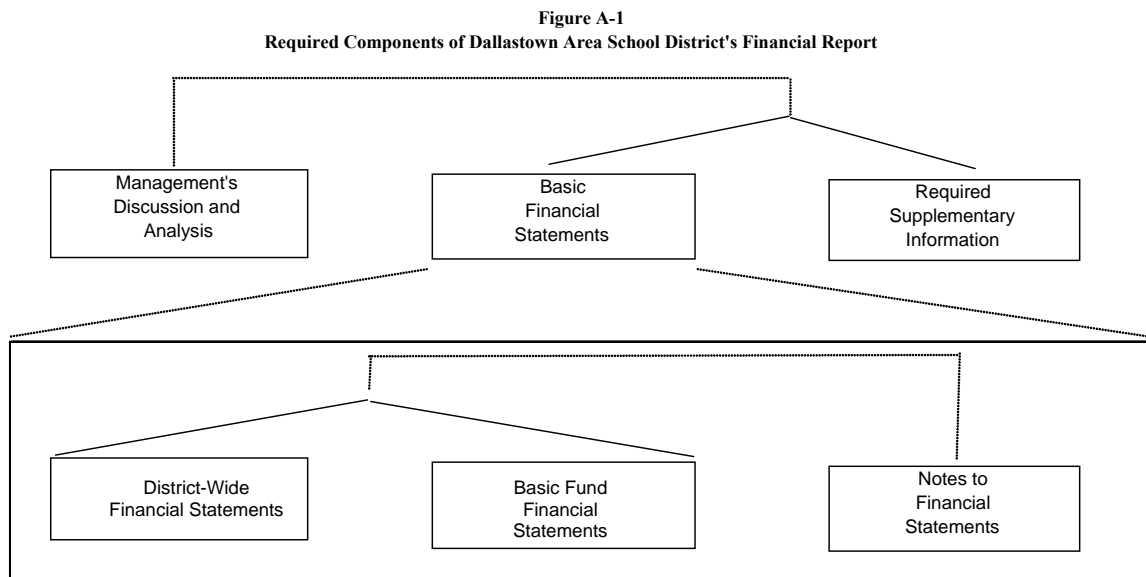 Figure A-1
Required Components of Dallastown Area School District's Financial Report
Management's
Discussion and
Analysis
Basic
Financial
Statements
Required
Supplementary
Information
District-Wide
Financial Statements
Basic Fund
Financial
Statements
Notes to
Financial
Statements